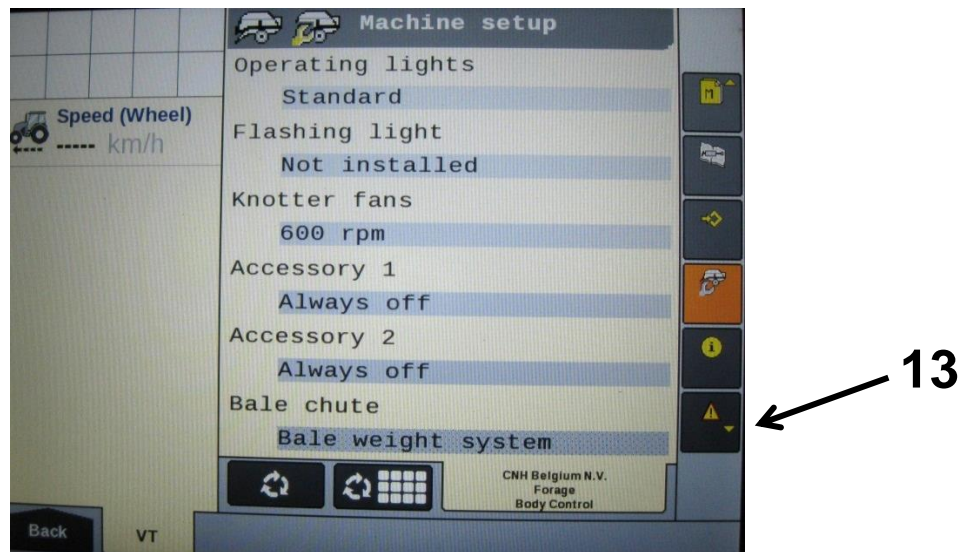 Machine setup
Operating lights
Standard
Speed (Wheel)
----- km/h
Flashing light
Not installed
Knotter fans
600 rpm
Accessory 1
Always off
Accessory 2
Always off
Bale chute
Bale weight system
M
i
13
CNH Belgium N.V.
Forage
Body Control
Back
VT